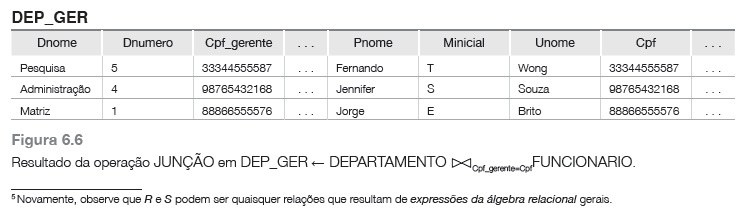 DEP_GER
Dnome Dnumero Cpf_gerente . . . Pnome Minicial Unome Cpf . . .
Pesquisa 5 33344555587 . . . Fernando T Wong 33344555587 . . .
Administração 4 98765432168 . . . Jennifer S Souza 98765432168 . . .
Matriz 1 88866555576 . . . Jorge E Brito 88866555576 . . .
Figura 6.6
Resultado da operação JUNÇÃO em DEP_GER ← DEPARTAMENTO ⋈Cpf_gerente=CpfFUNCIONARIO.
5 Novamente, observe que R e S podem ser quaisquer relações que resultam de expressões da álgebra relacional gerais.